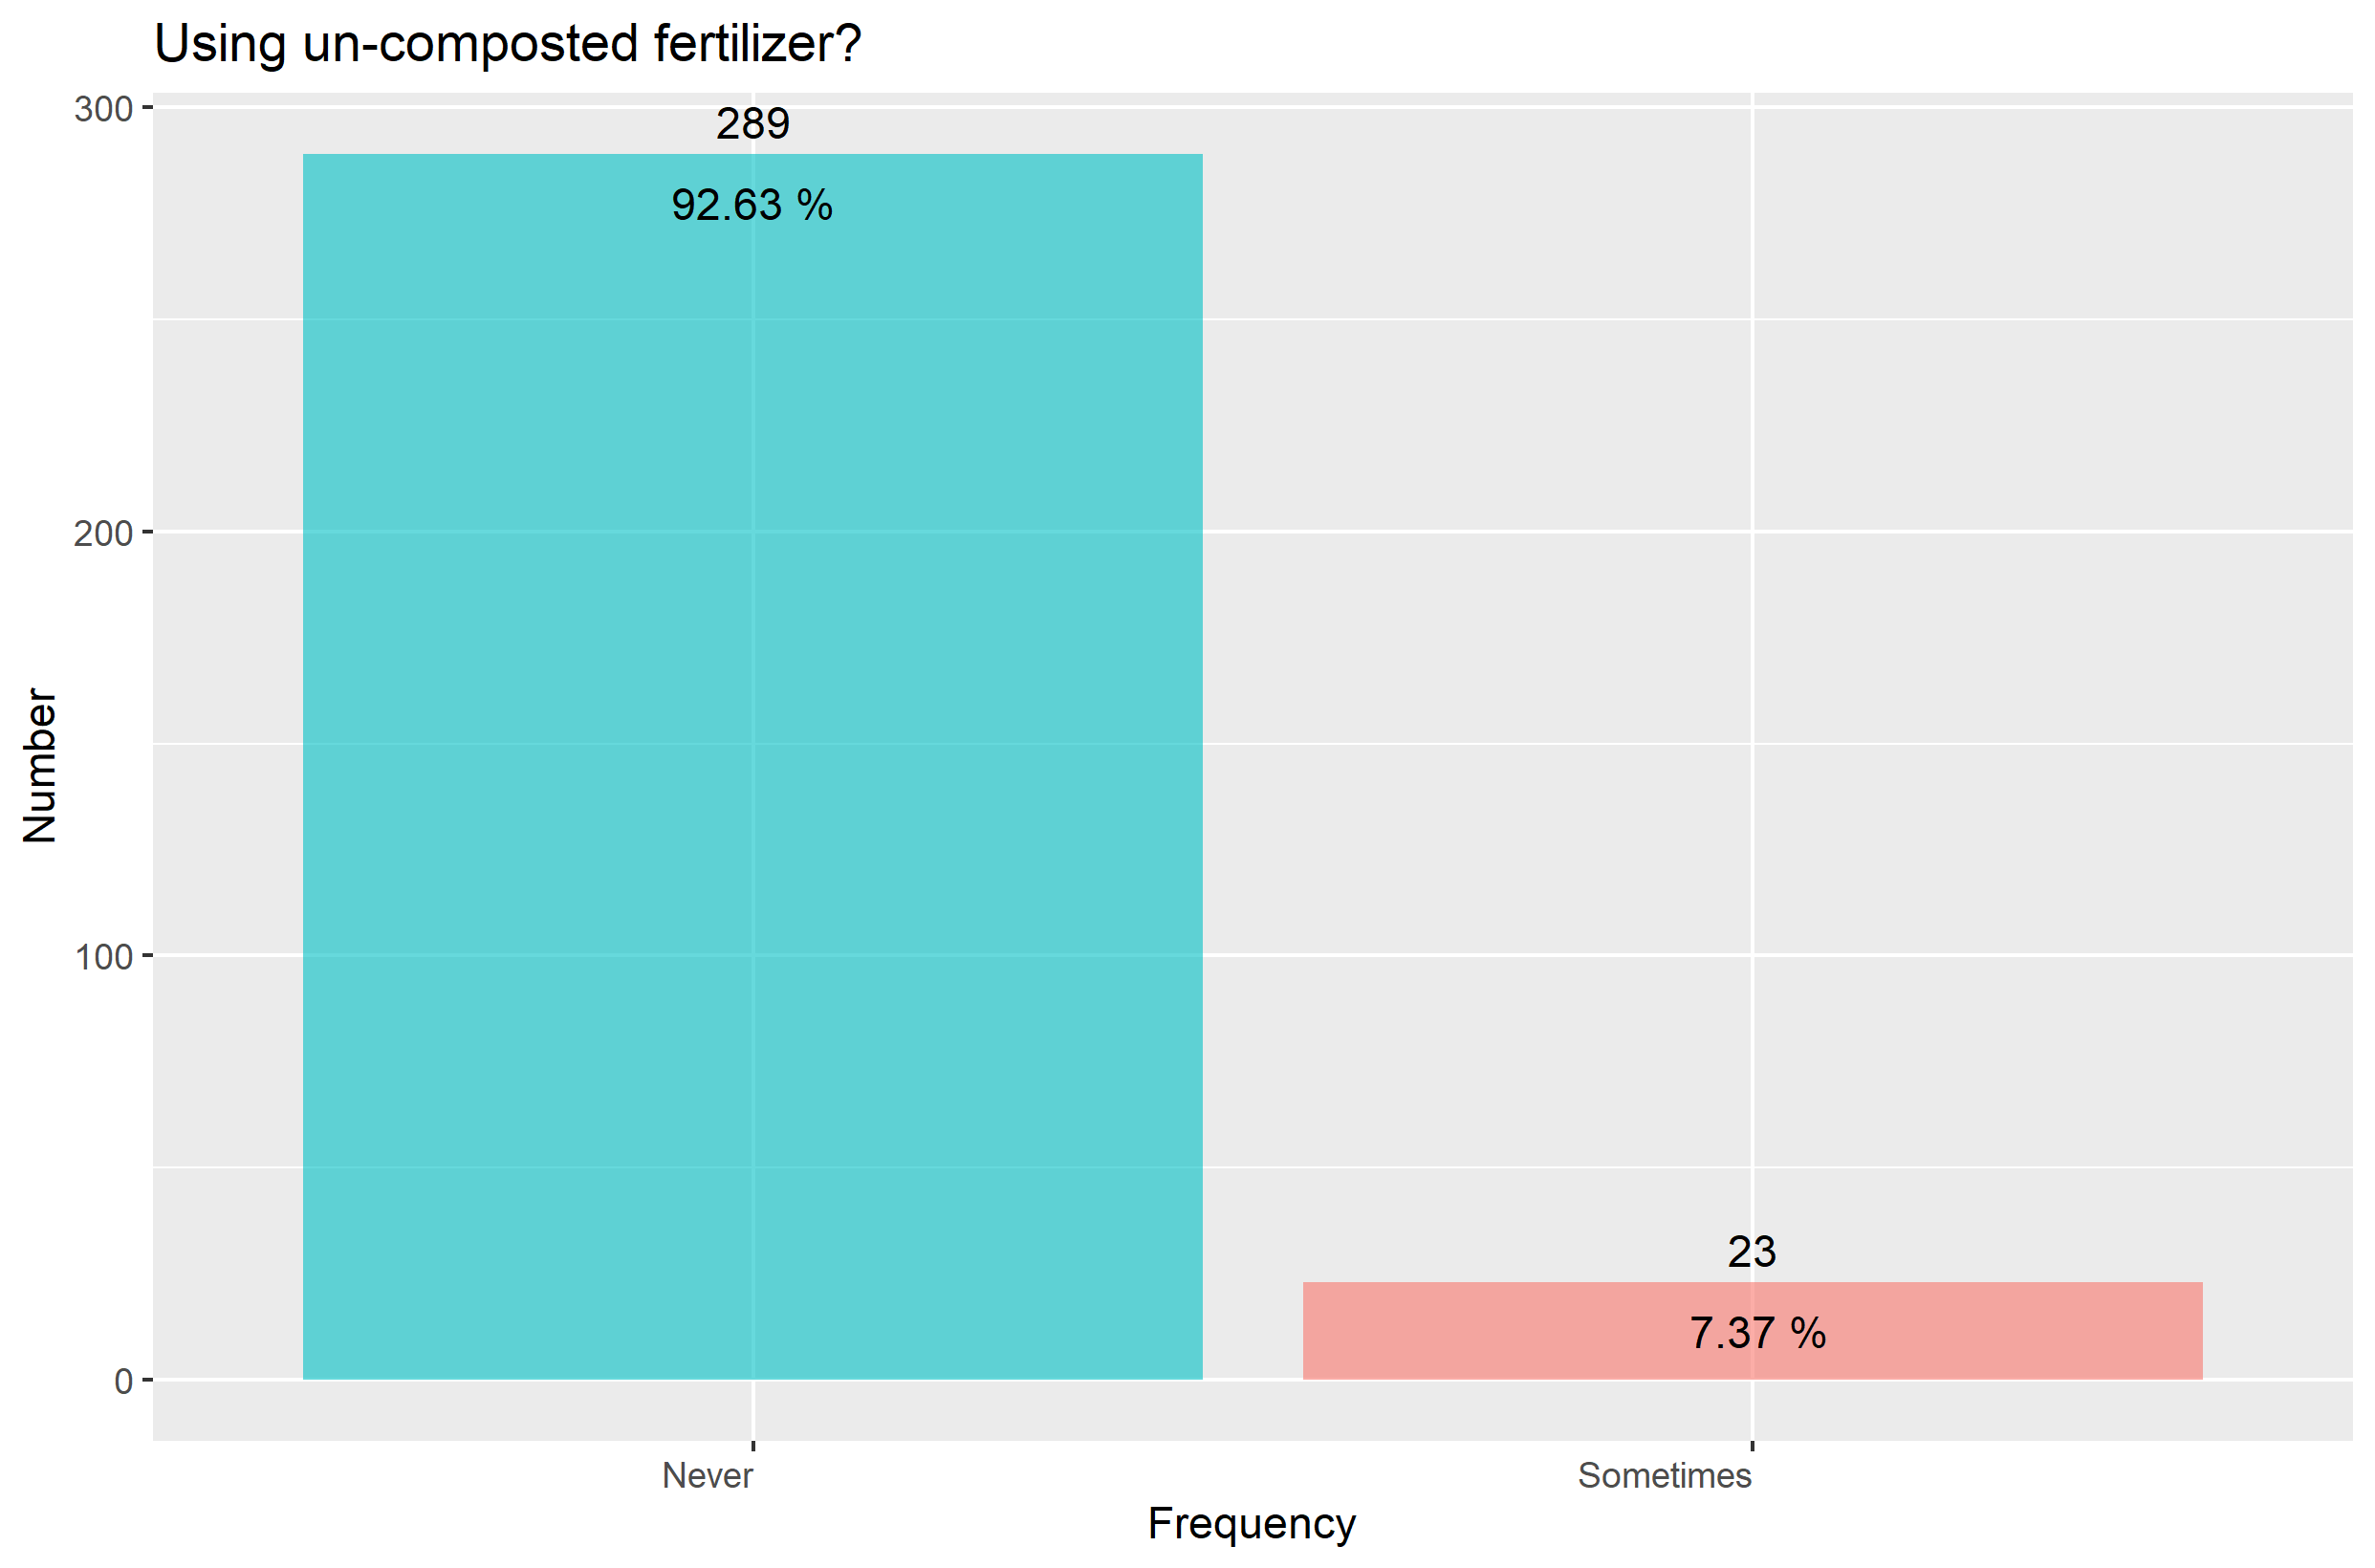 Using un-composted fertilizer?
300
289
92.63 %
200
Number
100
23
7.37 %
0
Never
Sometimes
Frequency